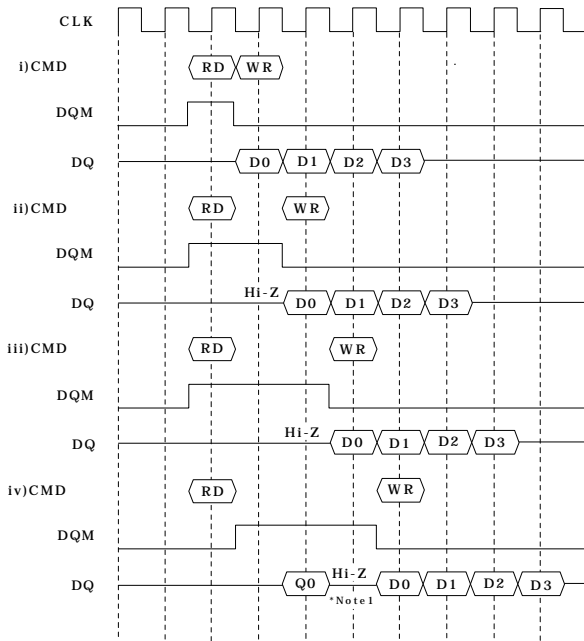 CLK
i)CMD RD WR
DQM
DQ D0 D1 D2 D3
ii)CMD RD WR
DQM
DQ Hi-Z D0 D1 D2 D3
iii)CMD RD WR
DQM
DQ Hi-Z D0 D1 D2 D3
iv)CMD RD WR
DQM
DQ Q0 Hi-Z D0 D1 D2 D3
*Note1